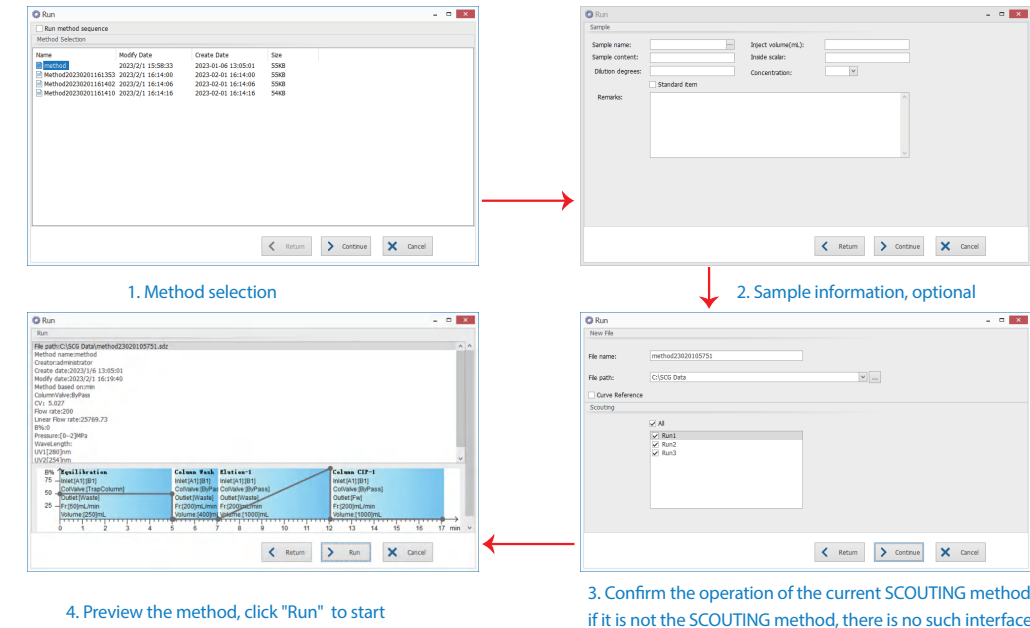 Run
Run method sequence
Method Selection
Name Modify Date Create Date Size
method 2023/2/1 15:58:33 2023-01-06 13:05:01 55KB
Method20230201161353 2023/2/1 16:14:00 2023-02-01 16:14:00 55KB
Method20230201161402 2023/2/1 16:14:06 2023-02-01 16:14:06 55KB
Method20230201161410 2023/2/1 16:14:16 2023-02-01 16:14:16 54KB
Return Continue Cancel
1. Method selection
Run
Sample
Sample name: Inject volume(mL):
Sample content: Inside scalar:
Dilution degrees: Concentration:
Standard item
Remarks:
Return Continue Cancel
2. Sample information, optional
Run
New File
File name: method23020105751
File path: C:\SCG Data
Curve Reference
Scouting
All
Run1
Run2
Run3
Return Continue Cancel
3. Confirm the operation of the current SCOUTING method
if it is not the SCOUTING method, there is no such interface
Run
Run
File path:C:\SCG Data\method23020105751.sdz
Method name:method
Creator:administrator
Create date:2023/1/6 13:05:01
Modify date:2023/2/1 16:19:40
Method based on:min
ColumnValve:ByPass
CV: 5.027
Flow rate:200
Linear Flow rate:25769.73
B%:0
Pressure:[0~2]MPa
WaveLength:
UV1[280]nm
UV2[254]nm
B% Equilibration Column Wash Elution-1 Column CIP-1
75 Inlet:[A1][B1] Inlet:[A1][B1] Inlet:[A1][B1] Inlet:[A1][B1]
ColValve:[TrapColumn] ColValve:[ByPas ColValve:[ByPass] ColValve:[ByPass]
50 Outlet:[Waste] Outlet:[Waste] Outlet:[Waste] Outlet:[Fw]
25 Fr:[50]mL/min Fr:[200]mL/min Fr:[200]mL/min Fr:[200]mL/min
Volume:[250]mL Volume:[400]m Volume:[1000]mL Volume:[1000]mL
0 1 2 3 4 5 6 7 8 9 10 11 12 13 14 15 16 17 min
Return Run Cancel
4. Preview the method, click "Run" to start